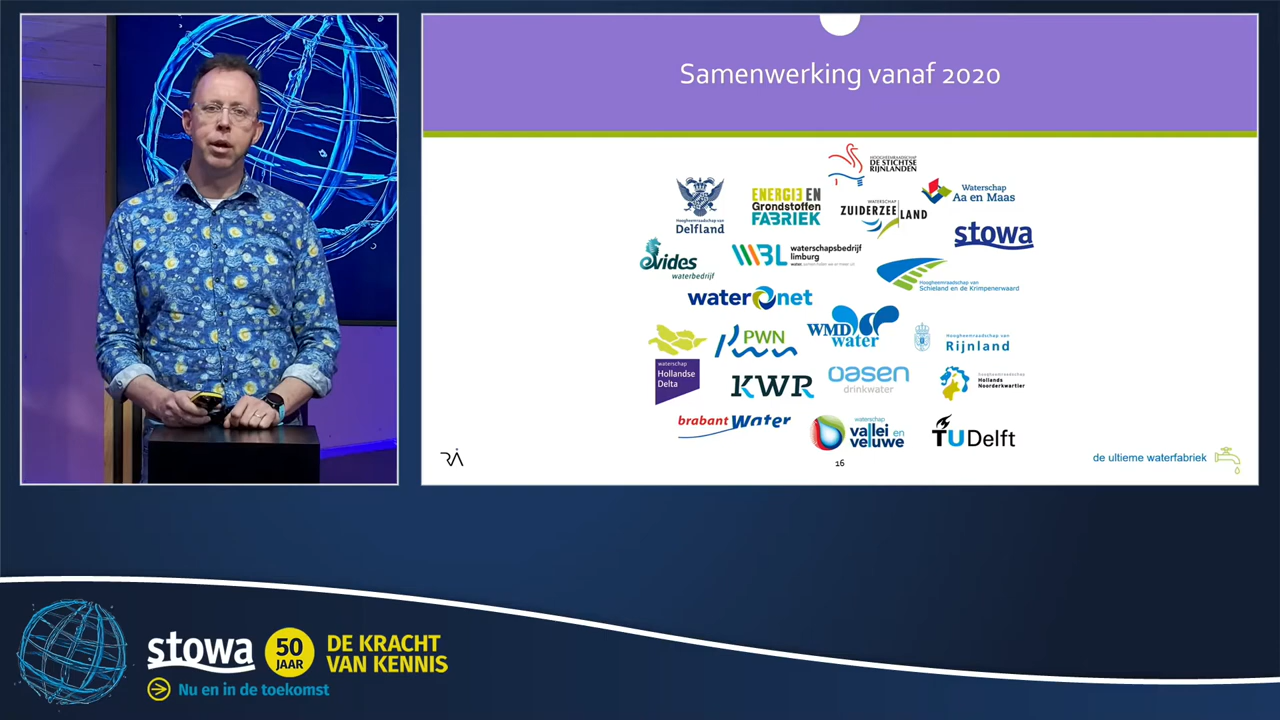 Samenwerking vanaf 2020
HOOGHEEMRAADSCHAP
DE STICHTSE
RIJNLANDEN
Hoogheemraadschap van
Delfland
ENERGIE EN
Grondstoffen
FABRIEK
WATERSCHAP
ZUIDERZEELAND
Waterschap
Aa en Maas
stowa
evides
waterbedrijf
WBL
waterschapsbedrijf
limburg
Hoogheemraadschap van
Schieland en de Krimpenerwaard
waternet
PWN
WMD
water
Hoogheemraadschap van
Rijnland
waterschap
Hollandse
Delta
KWR
Oasen
drinkwater
hoogheemraadschap
Hollands
Noorderkwartier
brabant Water
waterschap
vallei en
veluwe
TU Delft
16
de ultieme waterfabriek
stowa
50
JAAR
DE KRACHT
VAN KENNIS
Nu en in de toekomst